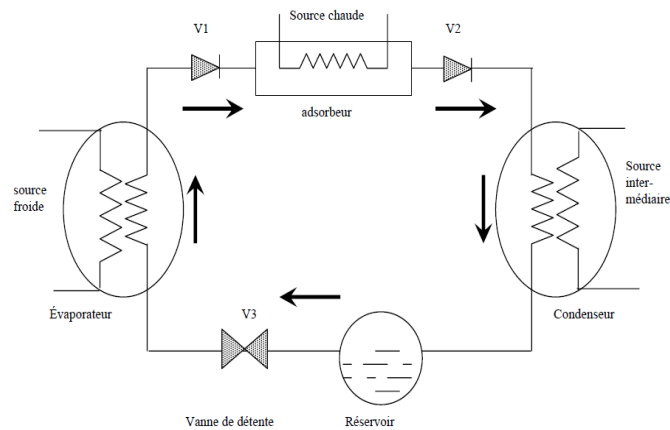 Source chaude
V1
V2
adsorbeur
source
froide
Source
inter-
médiaire
Évaporateur
V3
Condenseur
Vanne de détente
Réservoir